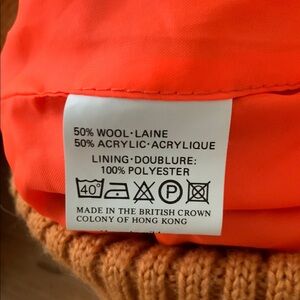 50% WOOL·LAINE
50% ACRYLIC·ACRYLIQUE
LINING·DOUBLURE:
100% POLYESTER
40° P
MADE IN THE BRITISH CROWN
COLONY OF HONG KONG